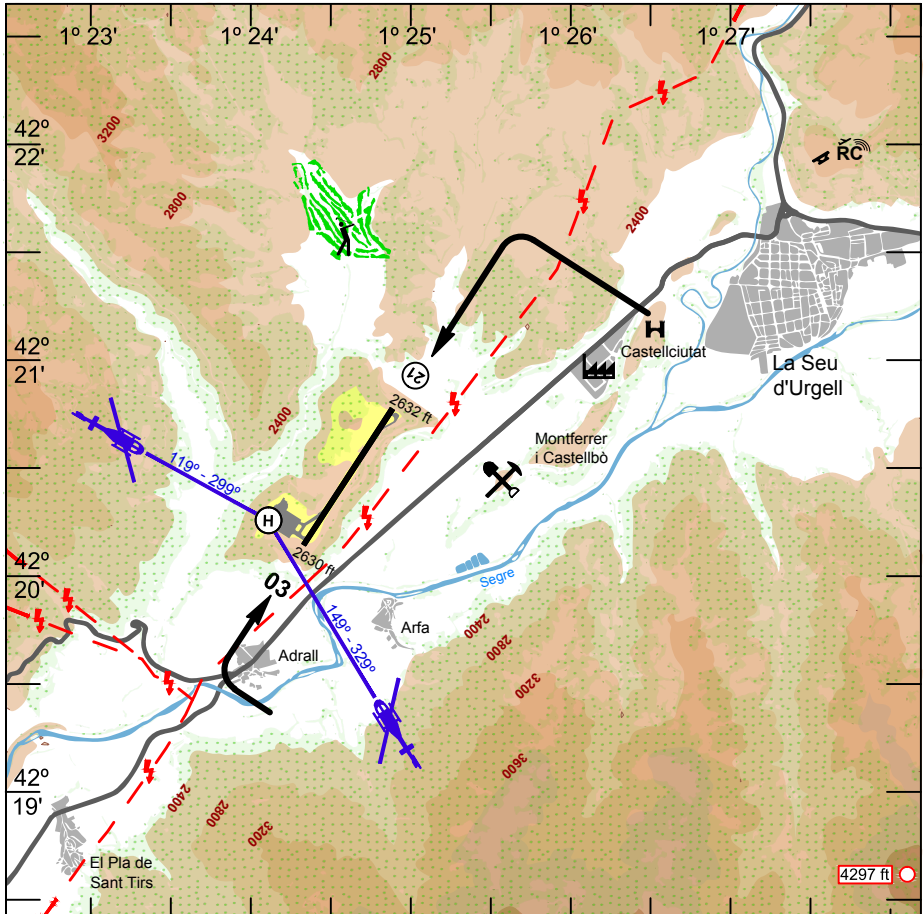 1º 23'
1º 24'
1º 25'
1º 26'
1º 27'
2800
42º
22'
3200
RC
2800
2400
42º
21'
Castellciutat
La Seu
d'Urgell
21
2632 ft
2400
Montferrer
i Castellbò
119º - 299º
H
2630 ft
42º
20'
Segre
03
149º - 329º
Arfa
2400
Adrall
2800
3200
3600
42º
19'
2400
2800
3200
El Pla de
Sant Tirs
4297 ft